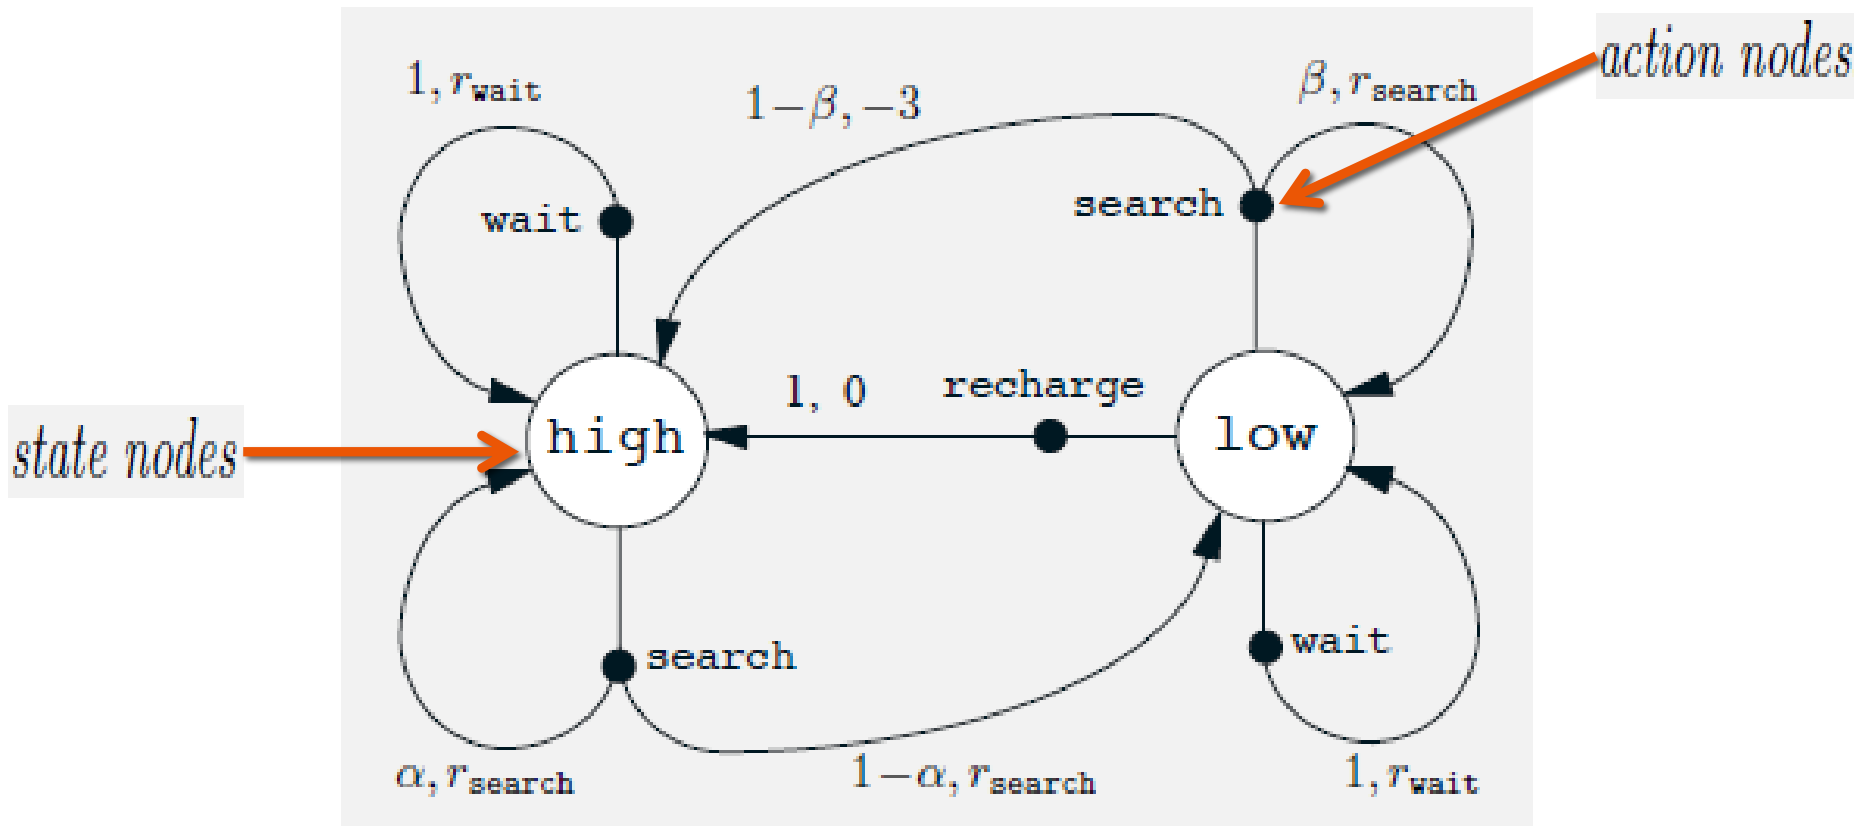 action nodes
1, r_wait
1−β, −3
β, r_search
wait
search
1, 0
recharge
high
low
state nodes
search
wait
α, r_search
1−α, r_search
1, r_wait